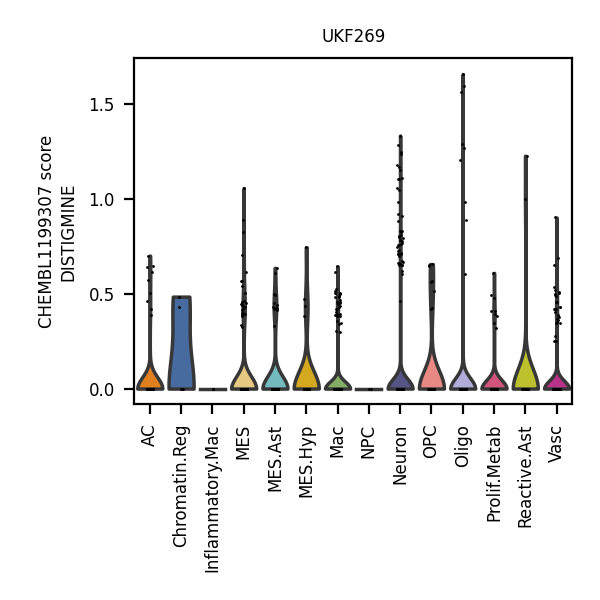 UKF269
CHEMBL1199307 score
DISTIGMINE
1.5
1.0
0.5
0.0
AC
Chromatin.Reg
Inflammatory.Mac
MES
MES.Ast
MES.Hyp
Mac
NPC
Neuron
OPC
Oligo
Prolif.Metab
Reactive.Ast
Vasc